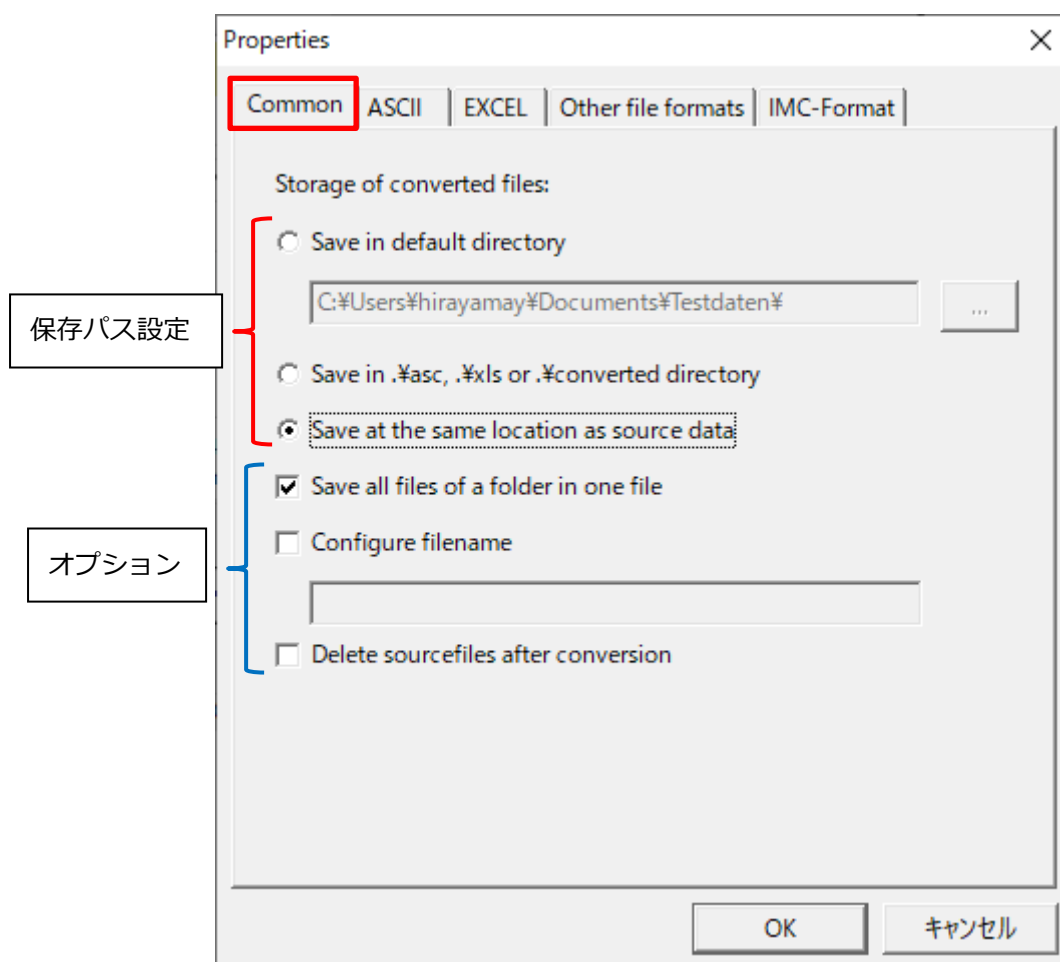 Properties
Common ASCII EXCEL Other file formats IMC-Format
Storage of converted files:
Save in default directory
C:¥Users¥hirayamay¥Documents¥Testdaten¥ ...
保存パス設定
Save in .¥asc, .¥xls or .¥converted directory
Save at the same location as source data
Save all files of a folder in one file
Configure filename
オプション
Delete sourcefiles after conversion
OK キャンセル